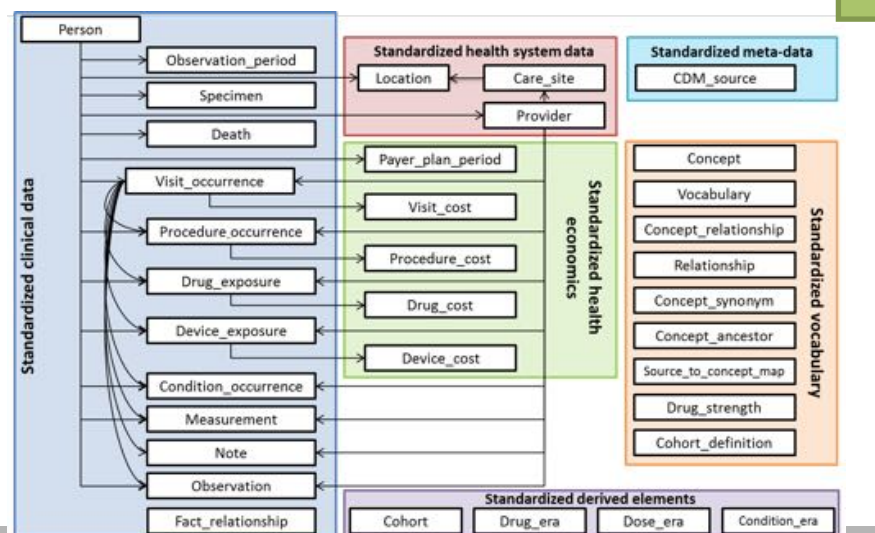 Person
Observation_period
Specimen
Death
Visit_occurrence
Procedure_occurrence
Drug_exposure
Device_exposure
Condition_occurrence
Measurement
Note
Observation
Fact_relationship
Standardized clinical data
Standardized health system data
Location
Care_site
Provider
Payer_plan_period
Visit_cost
Procedure_cost
Drug_cost
Device_cost
Standardized health
economics
Standardized meta-data
CDM_source
Concept
Vocabulary
Concept_relationship
Relationship
Concept_synonym
Concept_ancestor
Source_to_concept_map
Drug_strength
Cohort_definition
Standardized vocabulary
Standardized derived elements
Cohort
Drug_era
Dose_era
Condition_era